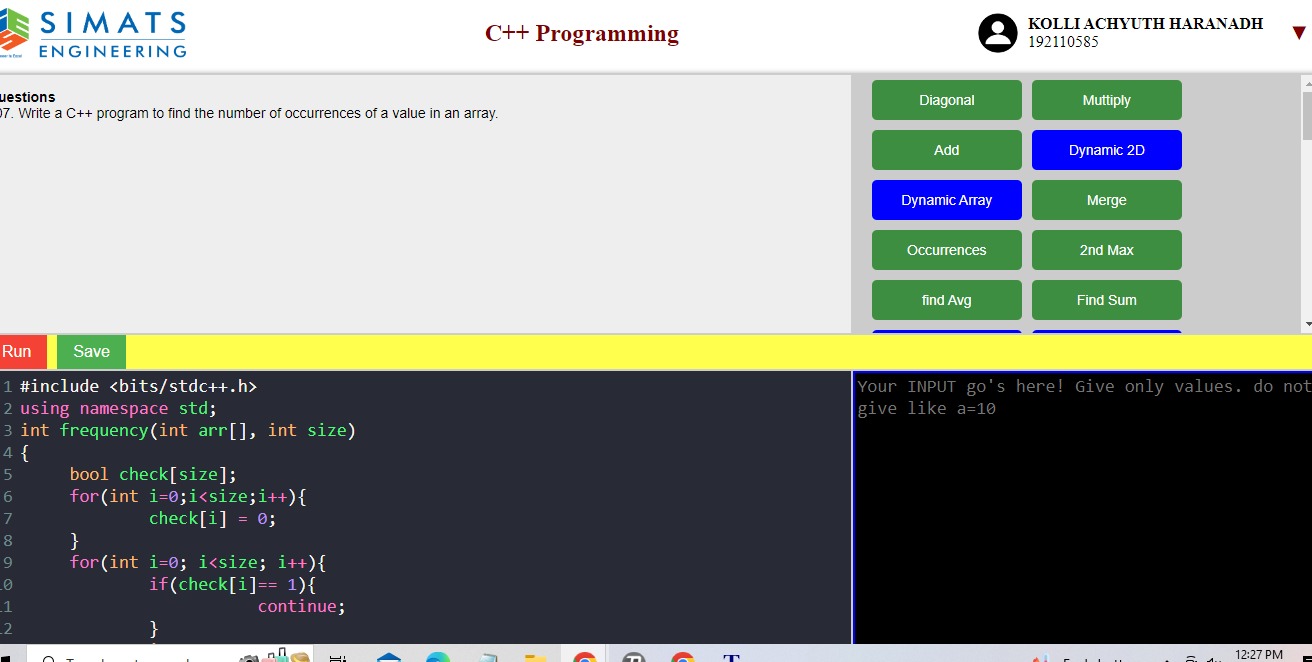 SIMATS
ENGINEERING
C++ Programming
KOLLI ACHYUTH HARANADH
192110585
uestions
07. Write a C++ program to find the number of occurrences of a value in an array.
Diagonal
Muttiply
Add
Dynamic 2D
Dynamic Array
Merge
Occurrences
2nd Max
find Avg
Find Sum
Run
Save
1 #include <bits/stdc++.h>
2 using namespace std;
3 int frequency(int arr[], int size)
4 {
5 bool check[size];
6 for(int i=0;i<size;i++){
7 check[i] = 0;
8 }
9 for(int i=0; i<size; i++){
10 if(check[i]== 1){
11 continue;
12 }
Your INPUT go's here! Give only values. do not
give like a=10
12:27 PM